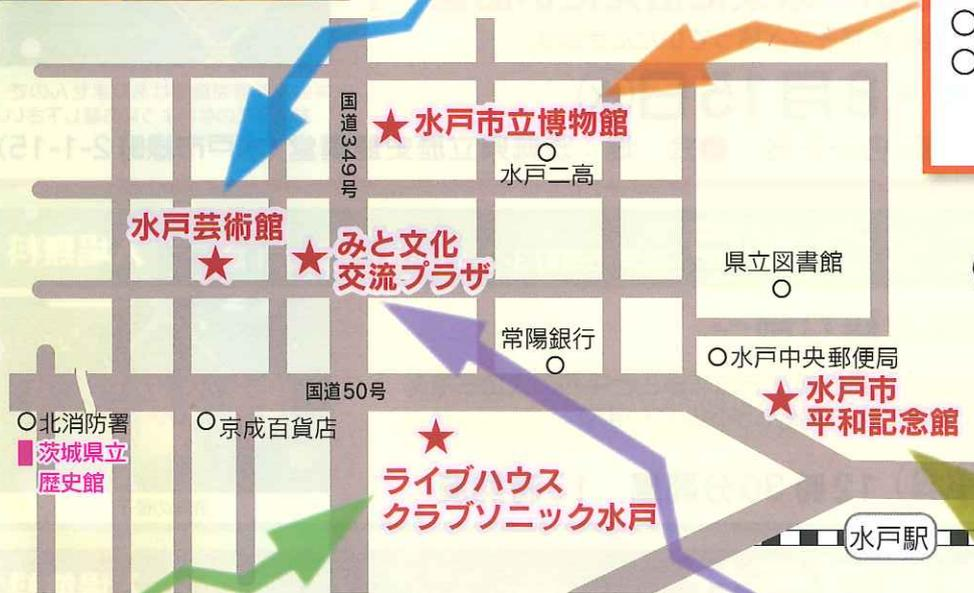 国道349号
水戸市立博物館
水戸二高
水戸芸術館
みと文化
交流プラザ
県立図書館
常陽銀行
水戸中央郵便局
国道50号
水戸市
平和記念館
北消防署
京成百貨店
茨城県立
歴史館
ライブハウス
クラブソニック水戸
水戸駅